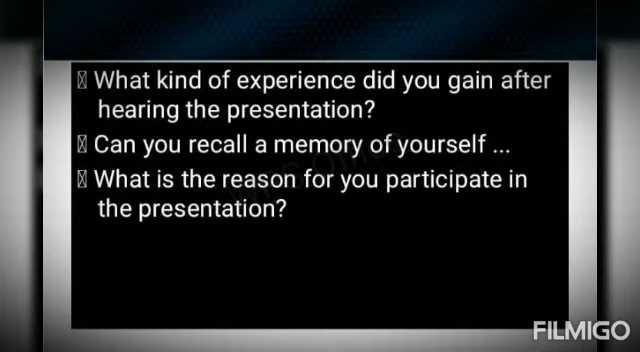 What kind of experience did you gain after
hearing the presentation?
Can you recall a memory of yourself ...
What is the reason for you participate in
the presentation?
FILMIGO